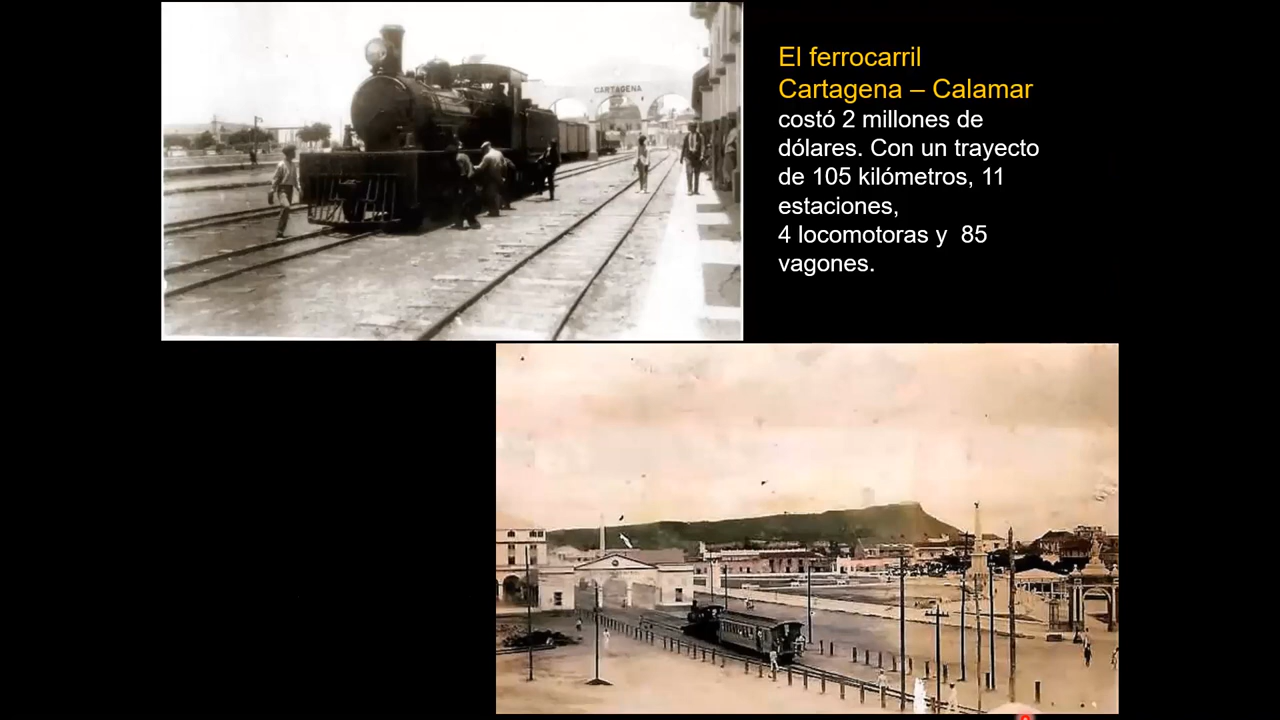 CARTAGENA
El ferrocarril
Cartagena – Calamar
costó 2 millones de
dólares. Con un trayecto
de 105 kilómetros, 11
estaciones,
4 locomotoras y  85
vagones.